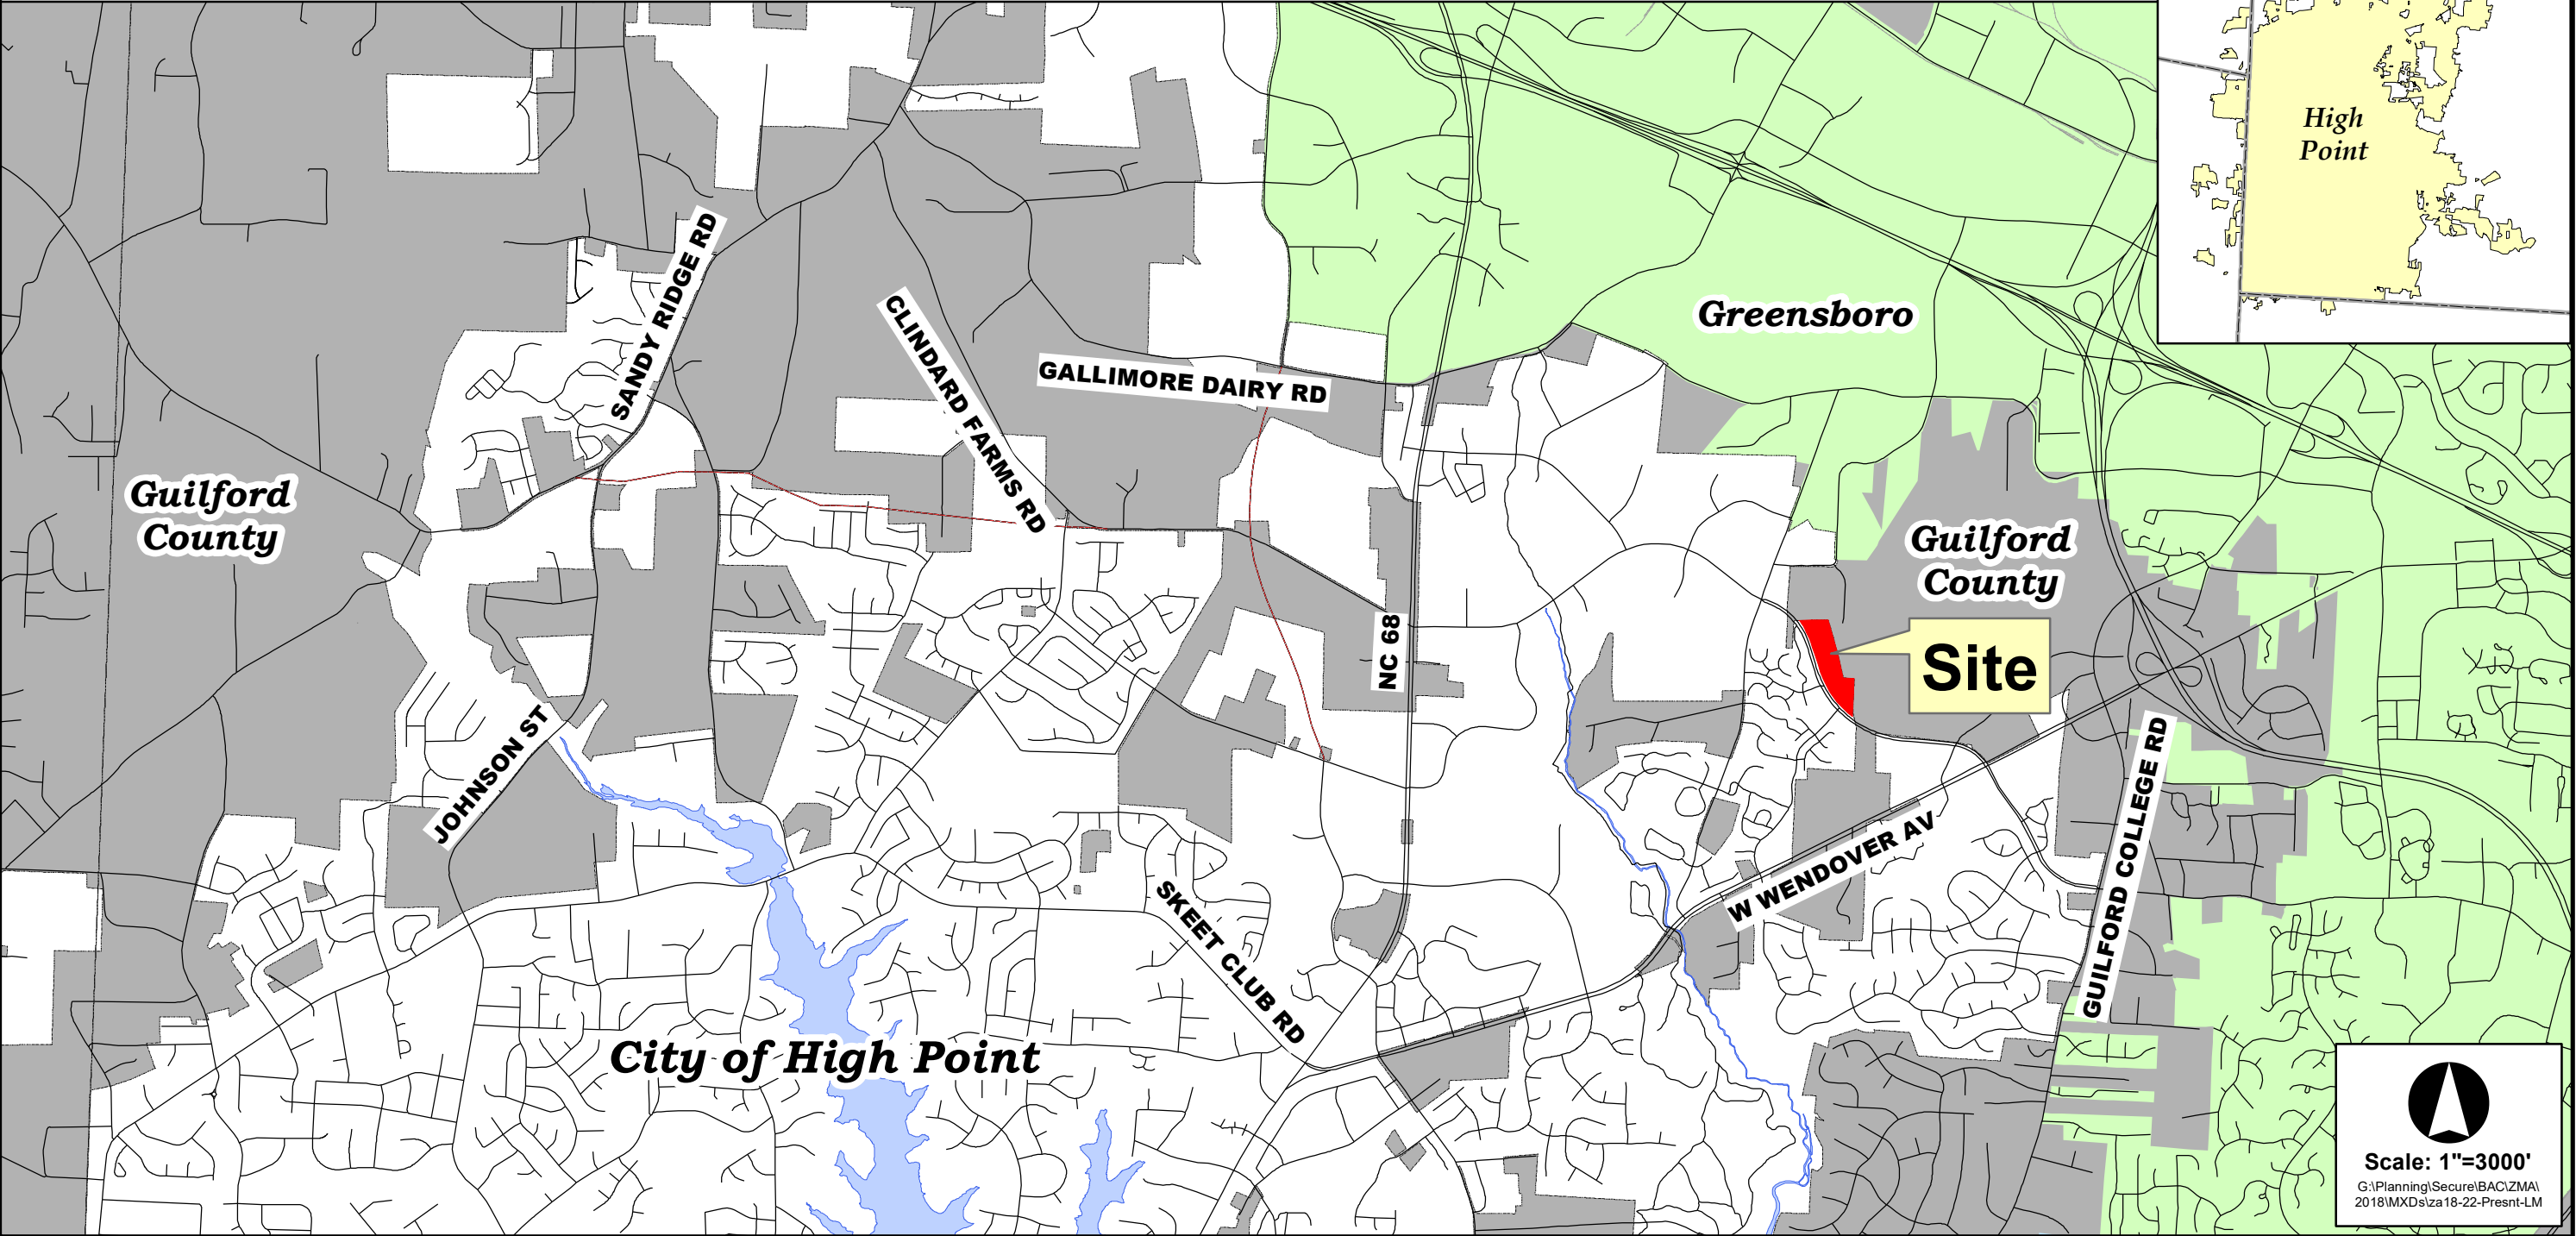 High
Point
SANDY RIDGE RD
CLINDARD FARMS RD
GALLIMORE DAIRY RD
Greensboro
Guilford
County
Guilford
County
NC 68
Site
JOHNSON ST
SKEET CLUB RD
W WENDOVER AV
GUILFORD COLLEGE RD
City of High Point
Scale: 1"=3000'
G:\Planning\Secure\BAC\ZMA\
2018\MXDs\za18-22-Presnt-LM